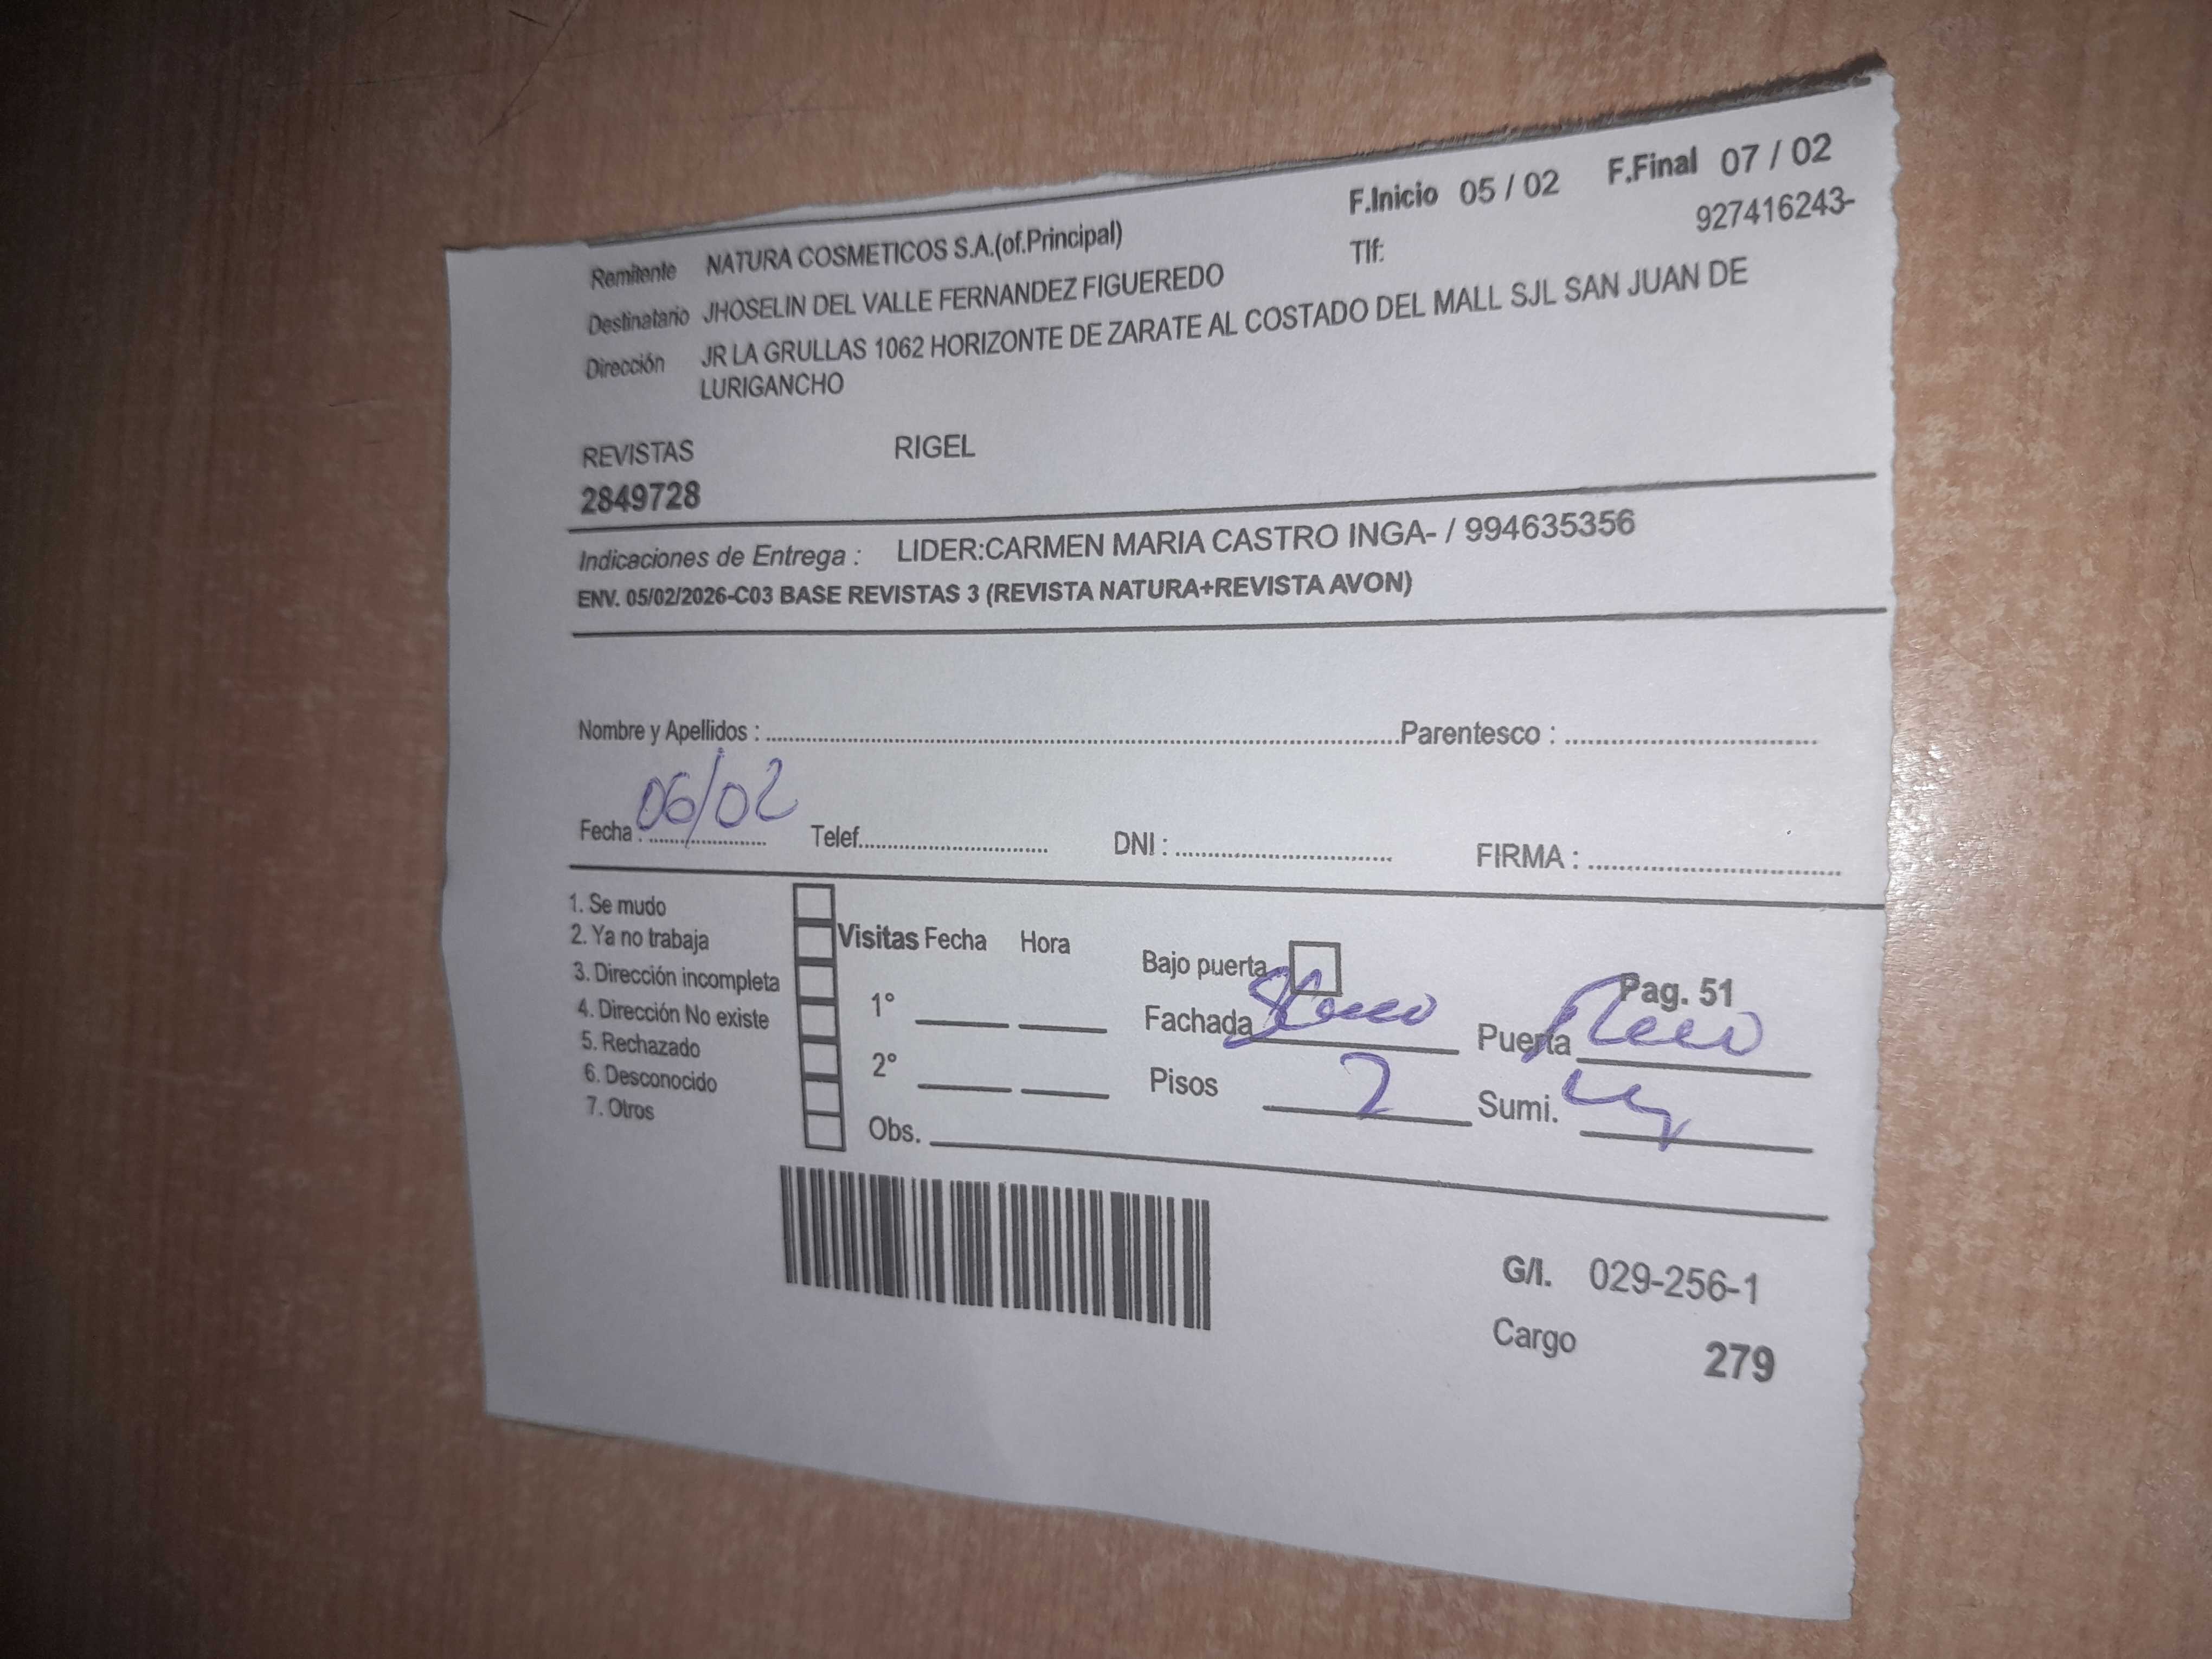 F.Inicio 05 / 02 F.Final 07 / 02
Remitente NATURA COSMETICOS S.A.(of.Principal) Tlf: 927416243-
Destinatario JHOSELIN DEL VALLE FERNANDEZ FIGUEREDO
Dirección JR LA GRULLAS 1062 HORIZONTE DE ZARATE AL COSTADO DEL MALL SJL SAN JUAN DE
LURIGANCHO
REVISTAS RIGEL
2849728
Indicaciones de Entrega : LIDER:CARMEN MARIA CASTRO INGA- / 994635356
ENV. 05/02/2026-C03 BASE REVISTAS 3 (REVISTA NATURA+REVISTA AVON)
Nombre y Apellidos : Parentesco :
Fecha : 06/02 Telef. DNI : FIRMA :
1. Se mudo
2. Ya no trabaja
3. Dirección incompleta
4. Dirección No existe
5. Rechazado
6. Desconocido
7. Otros
Visitas Fecha Hora
1°
2°
Obs.
Bajo puerta Pag. 51
Fachada Puerta
Pisos 2 Sumi.
G/I. 029-256-1
Cargo 279